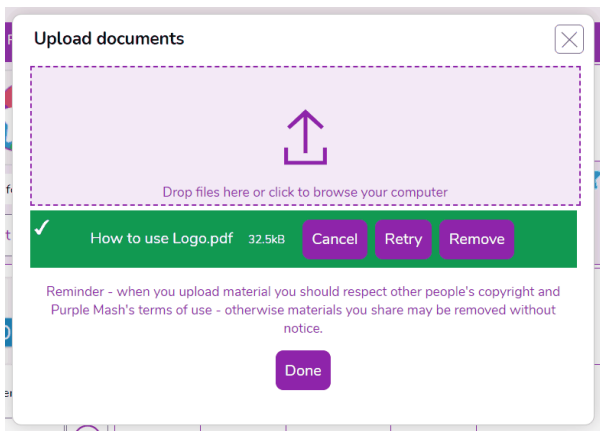 Upload documents
Drop files here or click to browse your computer
How to use Logo.pdf 32.5kB Cancel Retry Remove
Reminder - when you upload material you should respect other people's copyright and
Purple Mash's terms of use - otherwise materials you share may be removed without
notice.
Done